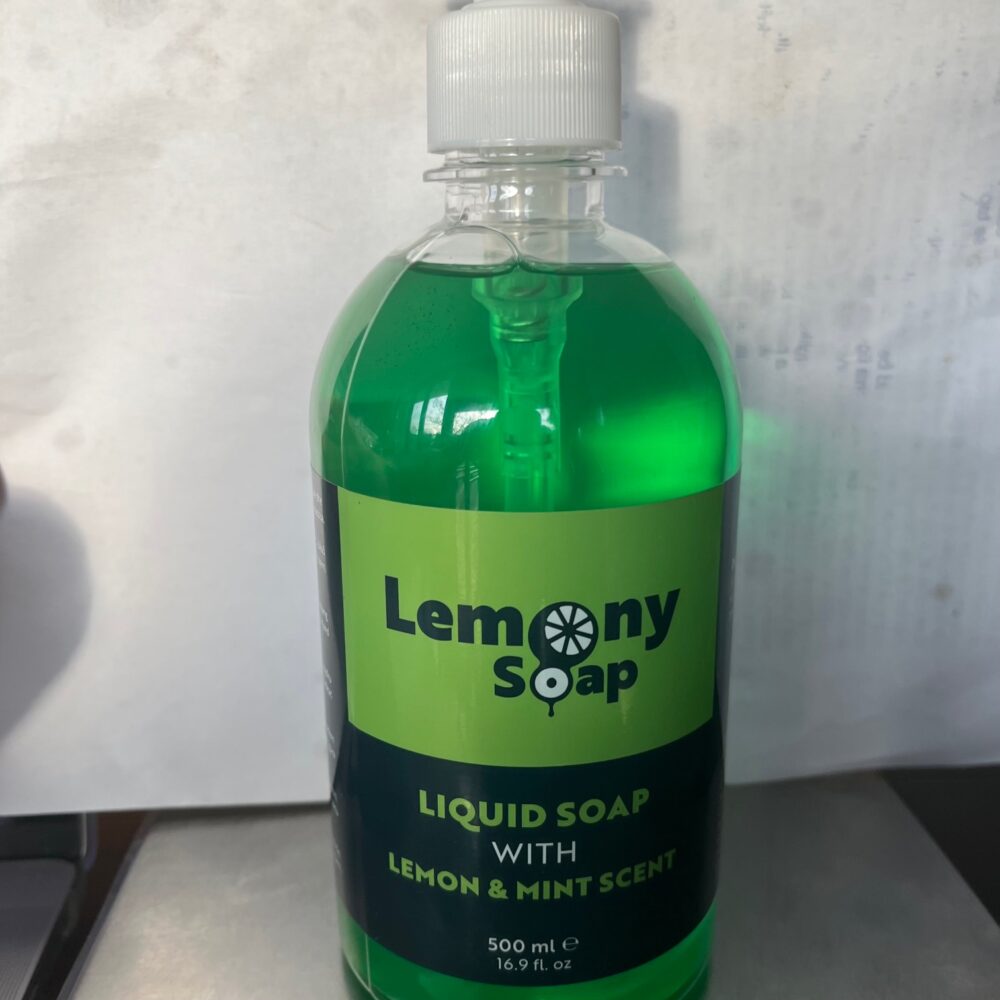 Lemony
Soap
LIQUID SOAP
WITH
LEMON & MINT SCENT
500 ml ℮
16.9 fl. oz